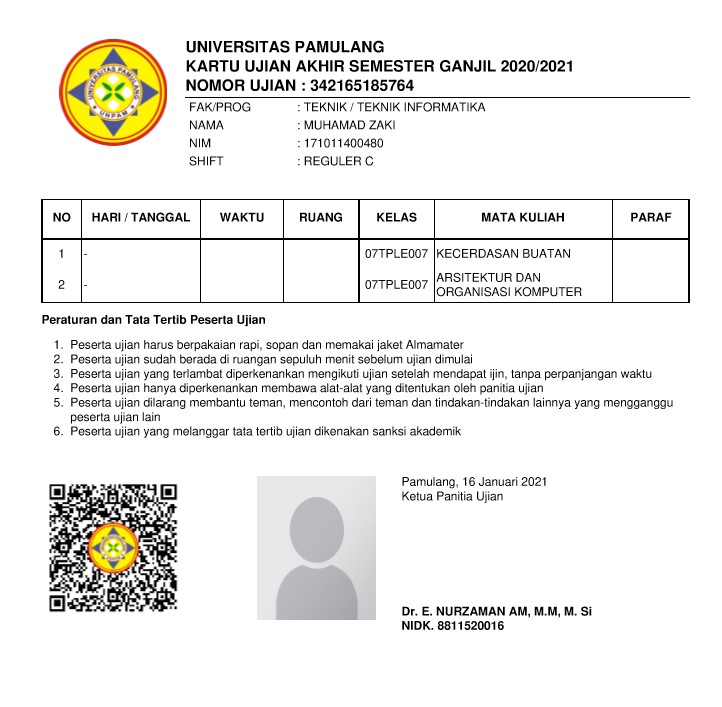 UNIVERSITAS PAMULANG
UNPAM
UNIVERSITAS PAMULANG
KARTU UJIAN AKHIR SEMESTER GANJIL 2020/2021
NOMOR UJIAN : 342165185764
FAK/PROG : TEKNIK / TEKNIK INFORMATIKA
NAMA : MUHAMAD ZAKI
NIM : 171011400480
SHIFT : REGULER C
NO HARI / TANGGAL WAKTU RUANG KELAS MATA KULIAH PARAF
1 - 07TPLE007 KECERDASAN BUATAN
2 - 07TPLE007 ARSITEKTUR DAN
ORGANISASI KOMPUTER
Peraturan dan Tata Tertib Peserta Ujian
1. Peserta ujian harus berpakaian rapi, sopan dan memakai jaket Almamater
2. Peserta ujian sudah berada di ruangan sepuluh menit sebelum ujian dimulai
3. Peserta ujian yang terlambat diperkenankan mengikuti ujian setelah mendapat ijin, tanpa perpanjangan waktu
4. Peserta ujian hanya diperkenankan membawa alat-alat yang ditentukan oleh panitia ujian
5. Peserta ujian dilarang membantu teman, mencontoh dari teman dan tindakan-tindakan lainnya yang mengganggu
peserta ujian lain
6. Peserta ujian yang melanggar tata tertib ujian dikenakan sanksi akademik
Pamulang, 16 Januari 2021
Ketua Panitia Ujian
Dr. E. NURZAMAN AM, M.M, M. Si
NIDK. 8811520016